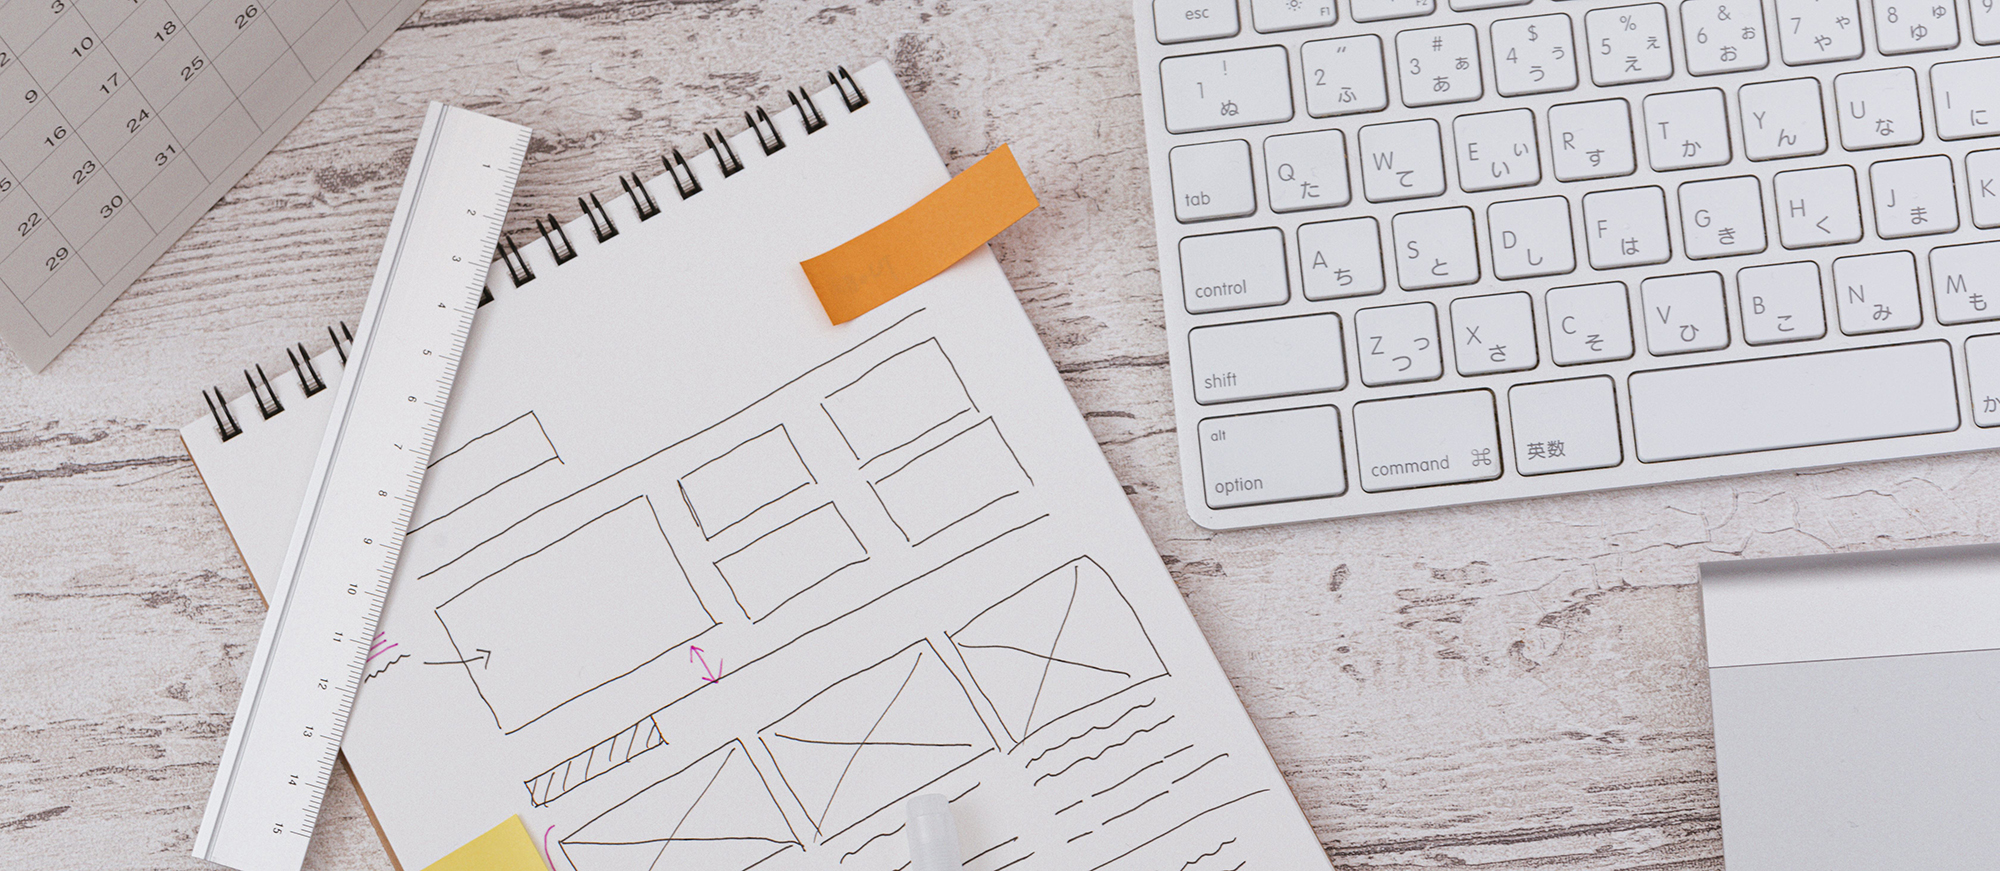 3 10 17 24 31
2 9 16 23 30
5 22 29
18 25
26
1 2 3 4 5 6 7 8 9 10 11 12 13 14 15
esc F1 F2
! 1 ぬ " 2 ふ # 3 ぁ あ $ 4 ぅ う % 5 ぇ え & 6 ぉ お 7 ゃ や 8 ゅ ゆ 9
tab Q た W て E ぃ い R す T か Y ん U な I に
control A ち S と D し F は G き H く J ま K
shift Z っ つ X さ C そ V ひ B こ N み M も
alt option command ⌘ 英数 か